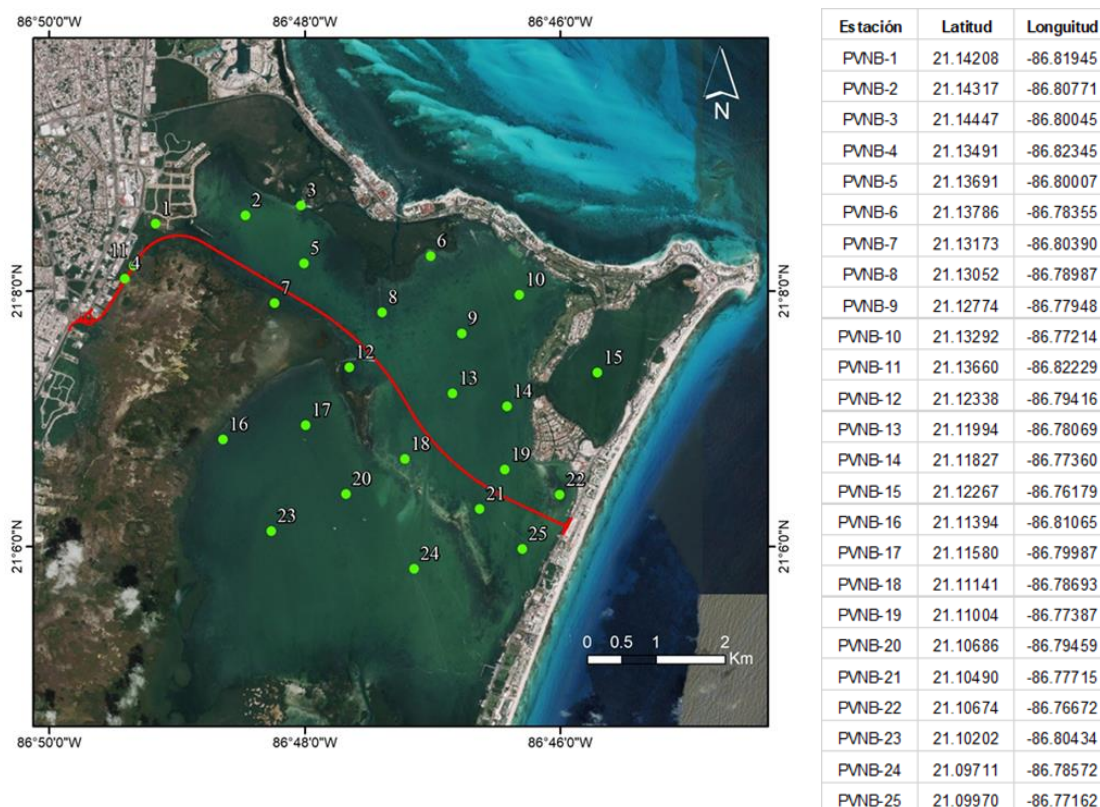 86°50'0"W 86°48'0"W 86°46'0"W
N
3
2
1
6
5
11
4
10
21°8'0"N 21°8'0"N
7
8
9
12
15
13
14
17
16
18
19
20
22
21
23
25
24
21°6'0"N 21°6'0"N
0 0.5 1 2
Km
86°50'0"W 86°48'0"W 86°46'0"W
Estación Latitud Longuitud
PVNB-1 21.14208 -86.81945
PVNB-2 21.14317 -86.80771
PVNB-3 21.14447 -86.80045
PVNB-4 21.13491 -86.82345
PVNB-5 21.13691 -86.80007
PVNB-6 21.13786 -86.78355
PVNB-7 21.13173 -86.80390
PVNB-8 21.13052 -86.78987
PVNB-9 21.12774 -86.77948
PVNB-10 21.13292 -86.77214
PVNB-11 21.13660 -86.82229
PVNB-12 21.12338 -86.79416
PVNB-13 21.11994 -86.78069
PVNB-14 21.11827 -86.77360
PVNB-15 21.12267 -86.76179
PVNB-16 21.11394 -86.81065
PVNB-17 21.11580 -86.79987
PVNB-18 21.11141 -86.78693
PVNB-19 21.11004 -86.77387
PVNB-20 21.10686 -86.79459
PVNB-21 21.10490 -86.77715
PVNB-22 21.10674 -86.76672
PVNB-23 21.10202 -86.80434
PVNB-24 21.09711 -86.78572
PVNB-25 21.09970 -86.77162